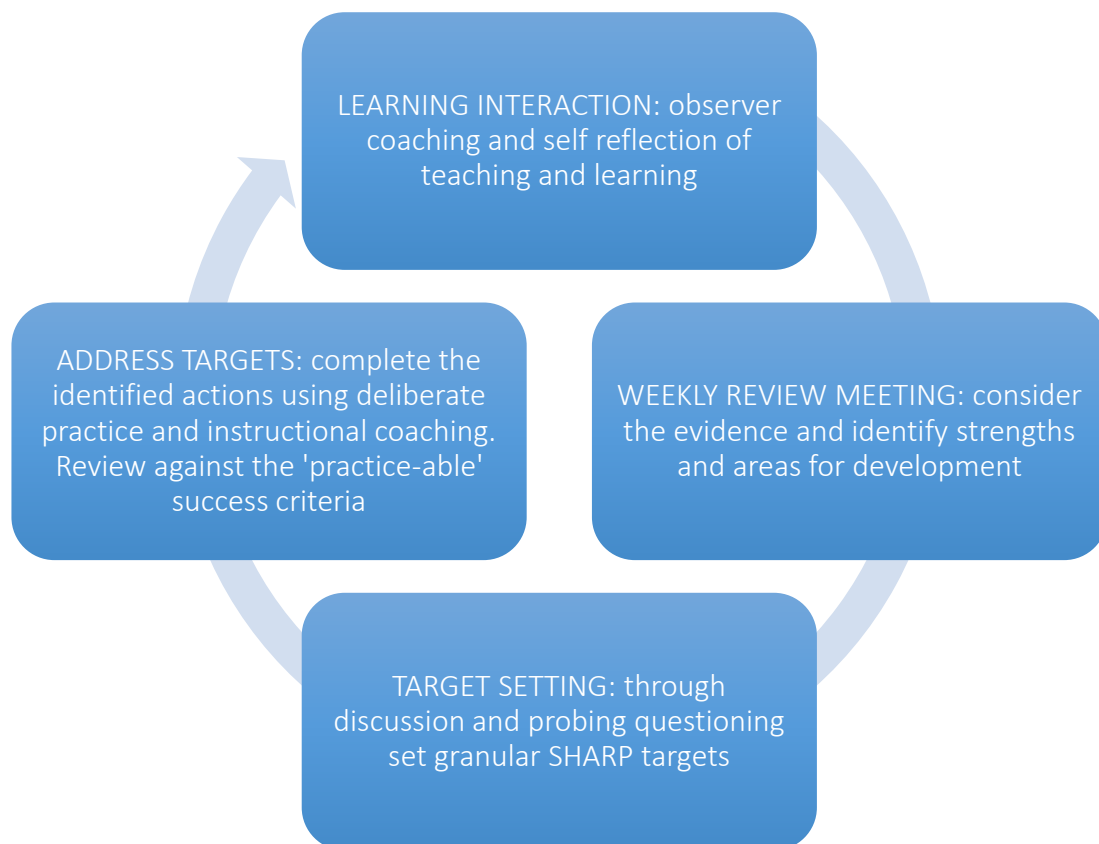 LEARNING INTERACTION: observer
coaching and self reflection of
teaching and learning
WEEKLY REVIEW MEETING: consider
the evidence and identify strengths
and areas for development
TARGET SETTING: through
discussion and probing questioning
set granular SHARP targets
ADDRESS TARGETS: complete the
identified actions using deliberate
practice and instructional coaching.
Review against the 'practice-able'
success criteria